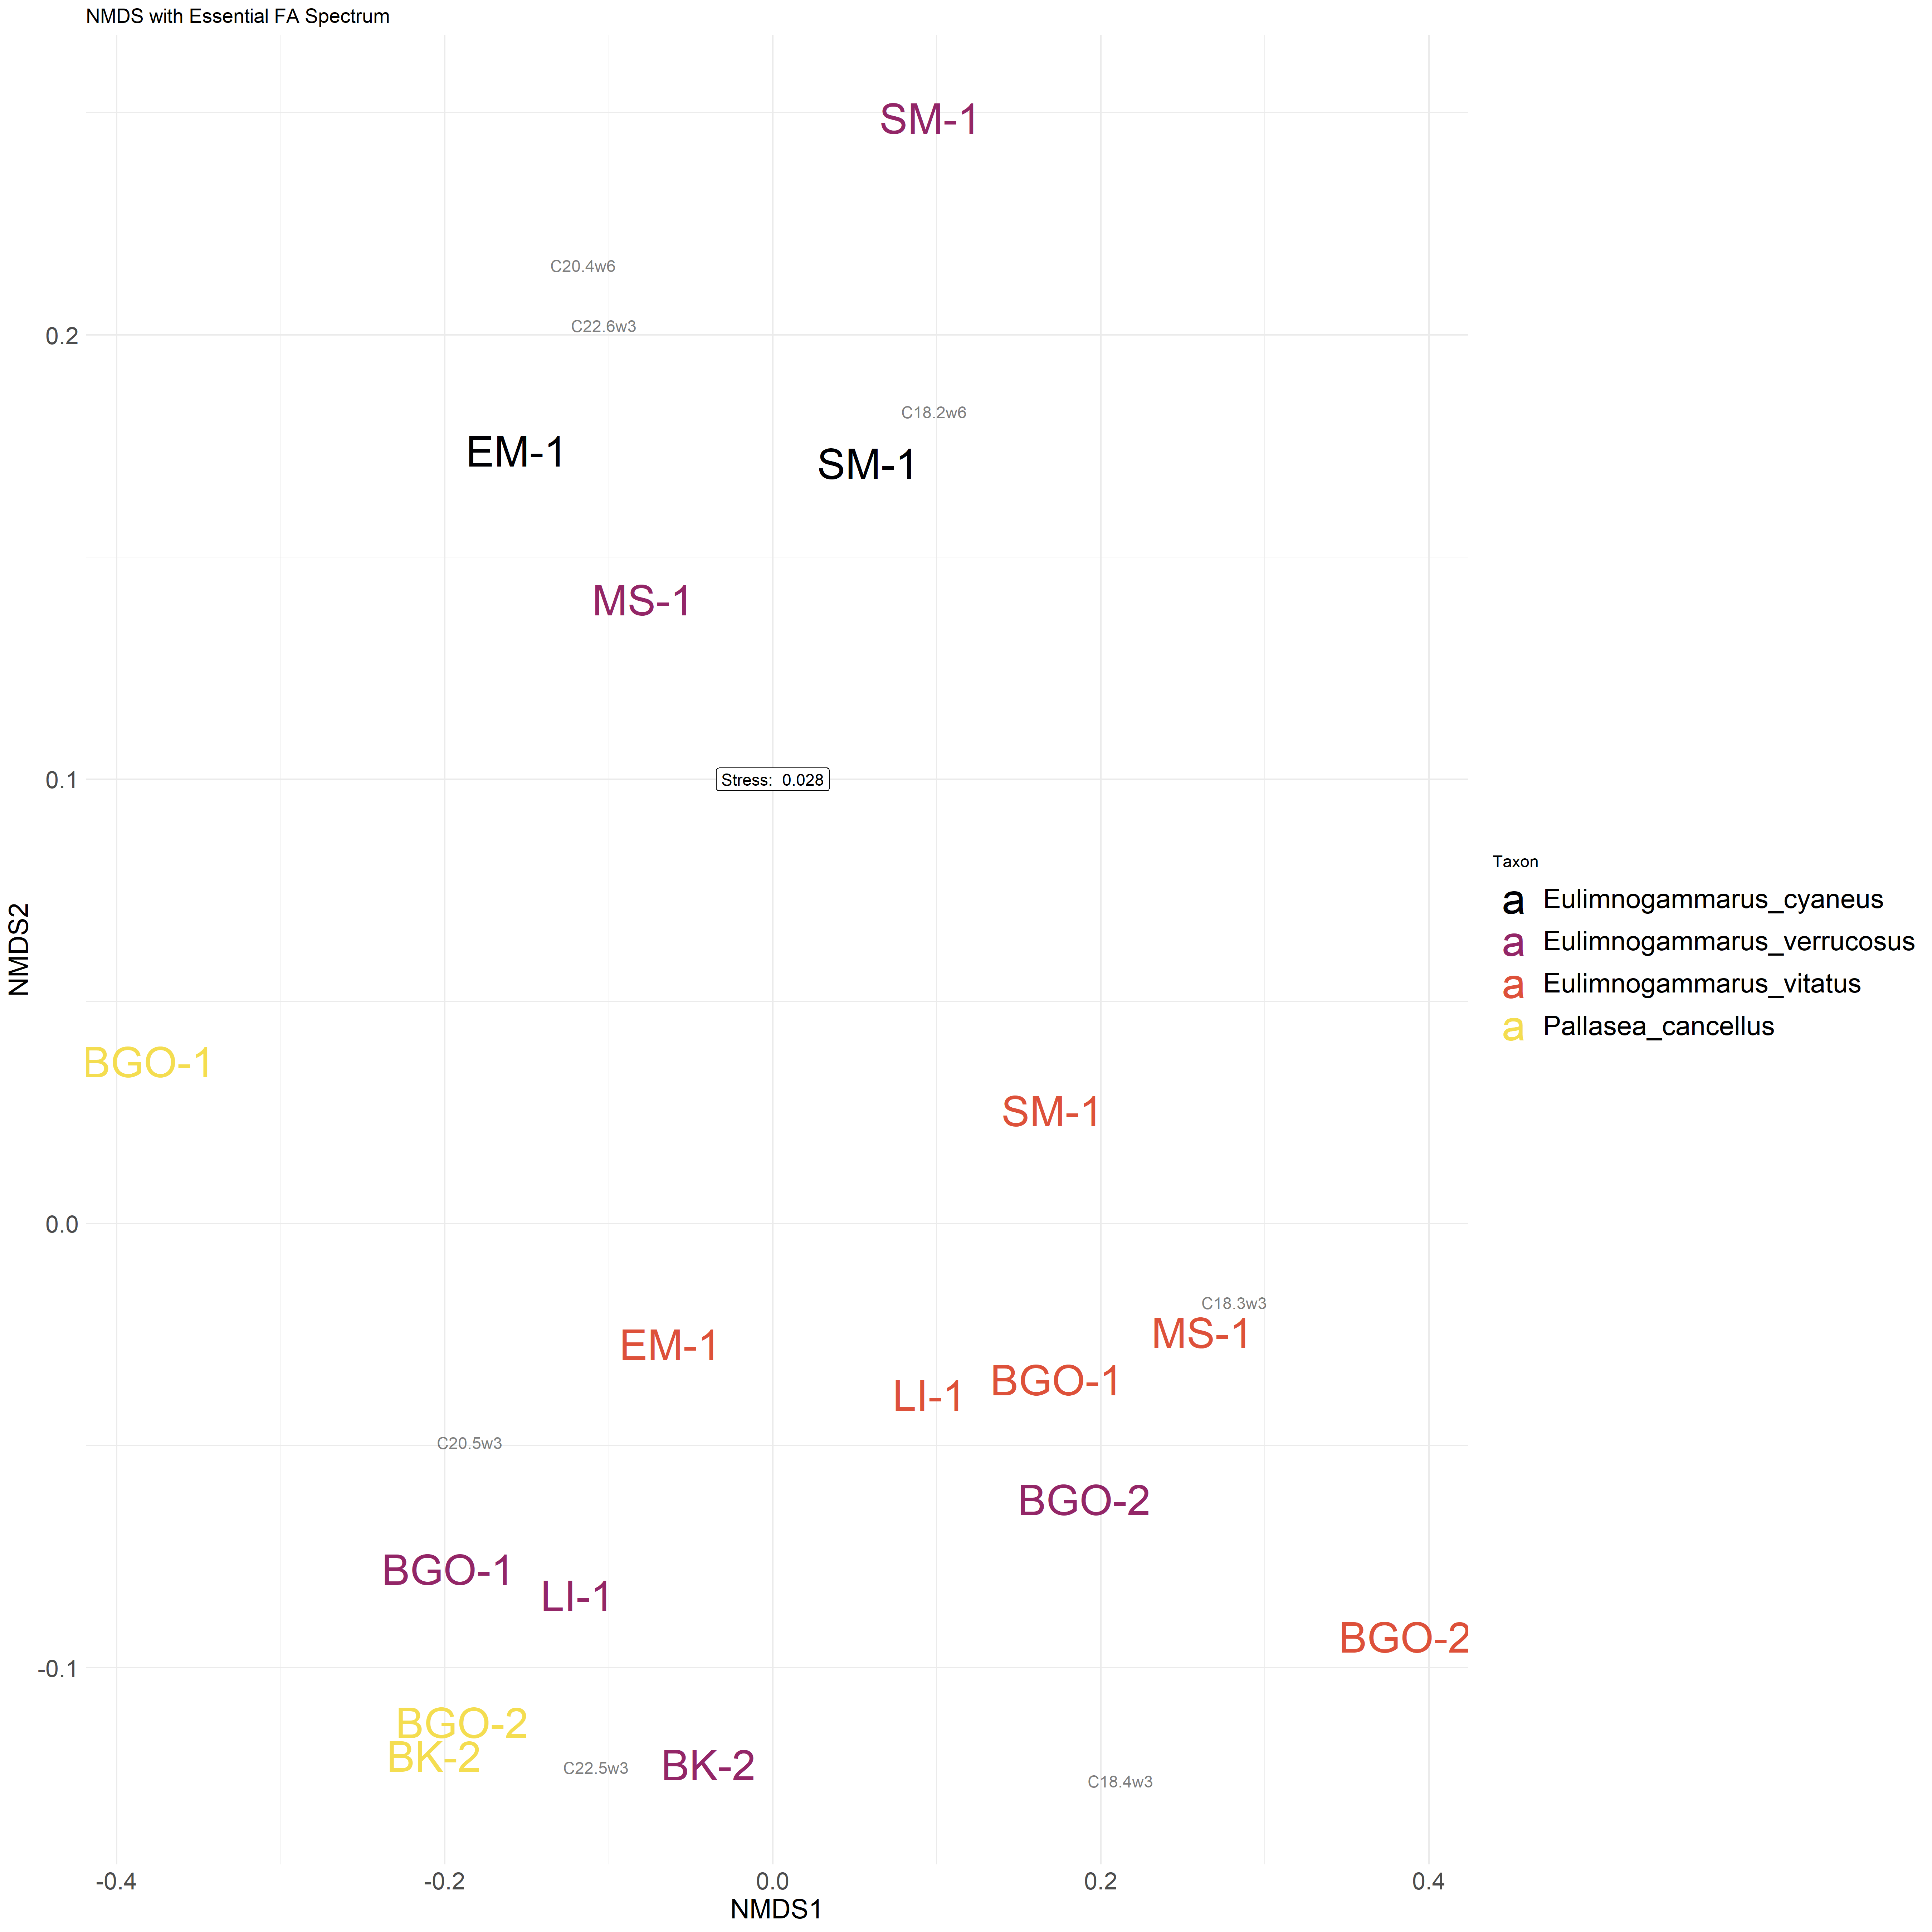 NMDS with Essential FA Spectrum
SM-1
C20.4w6
C22.6w3
0.2
C18.2w6
EM-1
SM-1
MS-1
0.1
Stress:  0.028
Taxon
a Eulimnogammarus_cyaneus
a Eulimnogammarus_verrucosus
a Eulimnogammarus_vitatus
a Pallasea_cancellus
NMDS2
BGO-1
SM-1
0.0
C18.3w3
MS-1
EM-1
BGO-1
LI-1
C20.5w3
BGO-2
BGO-1
LI-1
BGO-2
-0.1
BGO-2
BK-2
C22.5w3
BK-2
C18.4w3
-0.4
-0.2
0.0
0.2
0.4
NMDS1